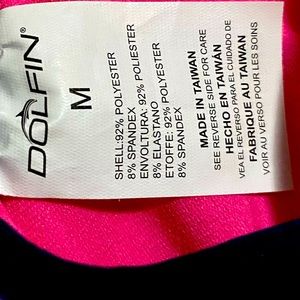 DOLFIN
M
SHELL:92% POLYESTER
8% SPANDEX
ENVOLTURA: 92% POLIESTER
8% ELASTANO
ETOFFE: 92% POLYESTER
8% SPANDEX
MADE IN TAIWAN
SEE REVERSE SIDE FOR CARE
HECHO EN TAIWÁN
VEA EL REVERSO PARA EL CUIDADO DE
FABRIQUE AU TAIWAN
VOIR AU VERSO POUR LES SOINS